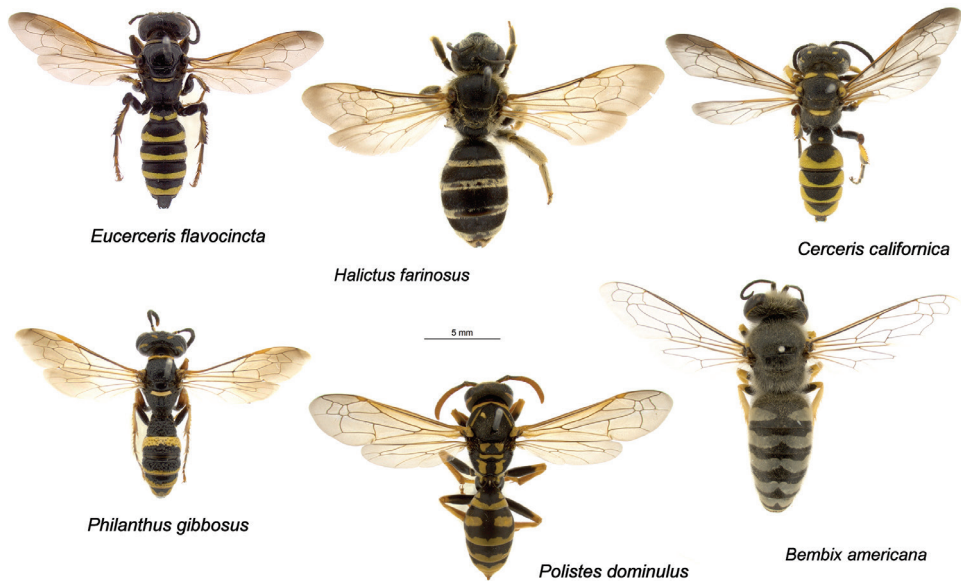 Eucerceris flavocincta
Halictus farinosus
Cerceris californica
5 mm
Philanthus gibbosus
Polistes dominulus
Bembix americana